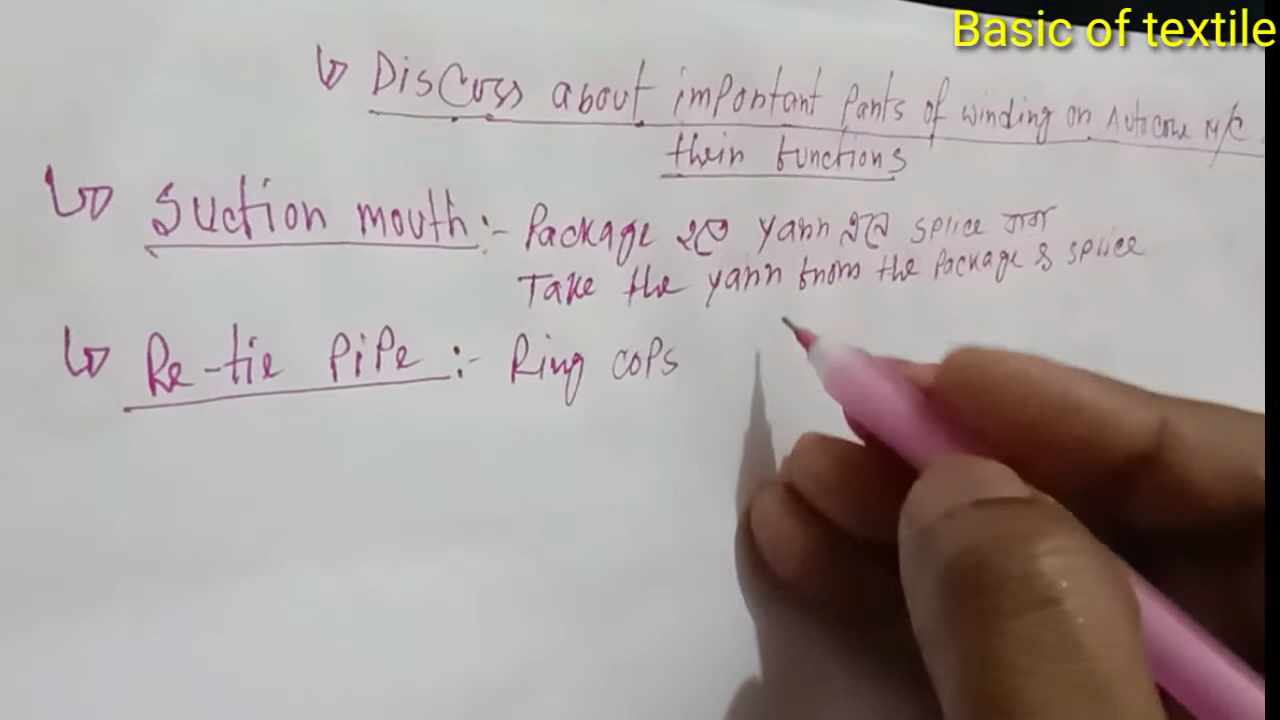 Basic of textile
Discuss about important parts of winding on Autocone M/C
their functions
Suction mouth:- Package হতে yarn এনে splice করা
Take the yarn from the Package & splice
Re-tie PiPe :- Ring coPs